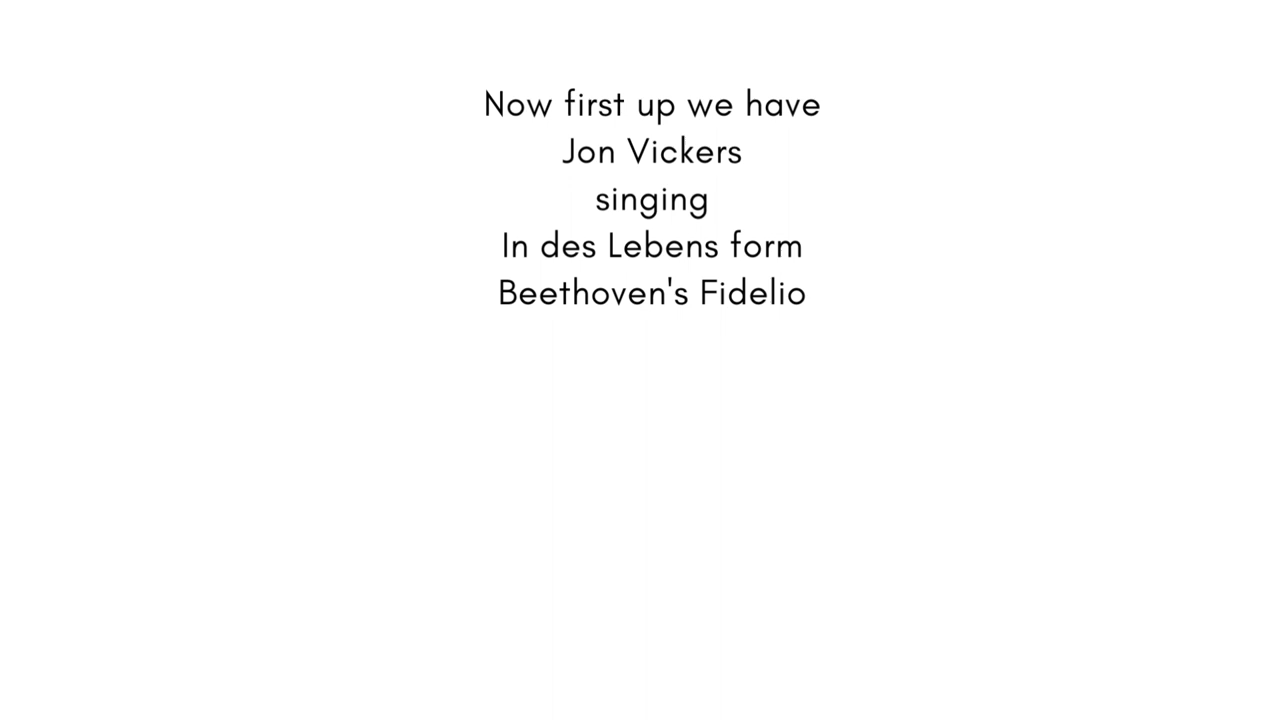 Now first up we have
Jon Vickers
singing
In des Lebens form
Beethoven's Fidelio